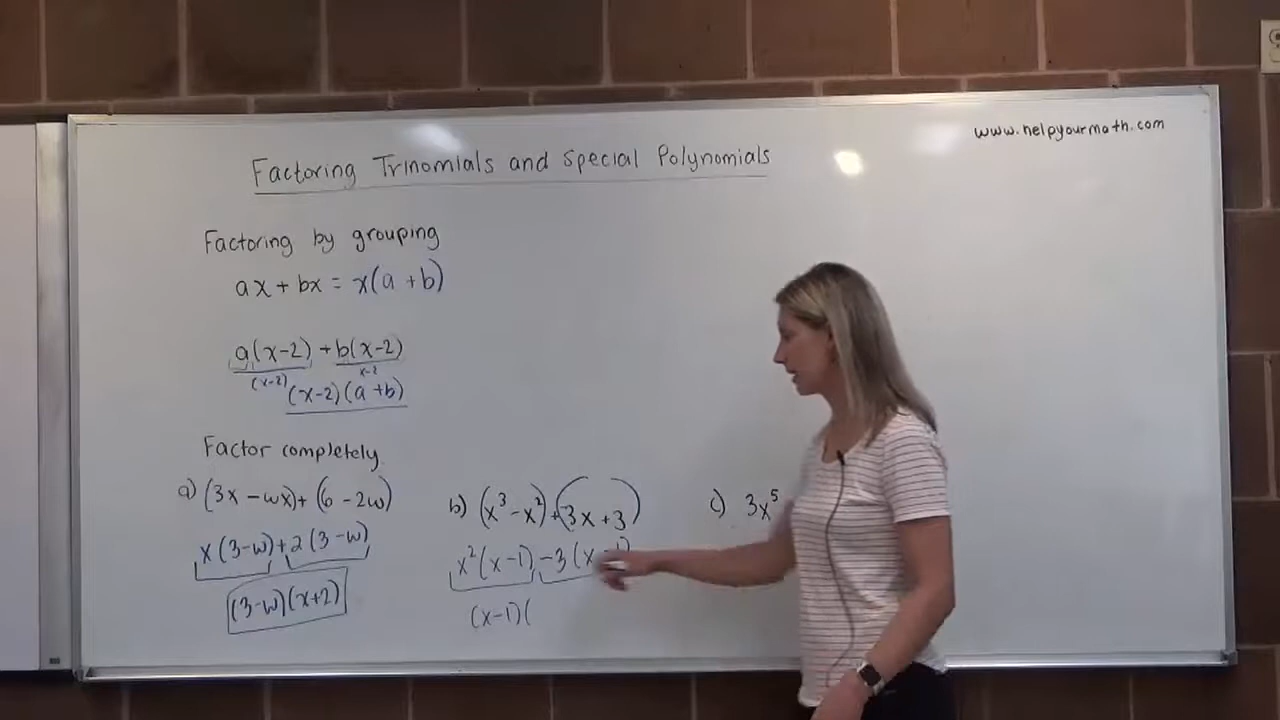 www.helpyourmath.com
Factoring Trinomials and Special Polynomials
Factoring by grouping
ax + bx = x(a + b)
a(x-2) + b(x-2)
(x-2) x-2
(x-2)(a+b)
Factor completely
a) (3x - wx) + (6 - 2w)
x(3-w) + 2(3-w)
(3-w)(x+2)
b) (x³ - x²) + (-3x + 3)
x²(x-1) - 3(x-1)
(x-1)(
c) 3x⁵